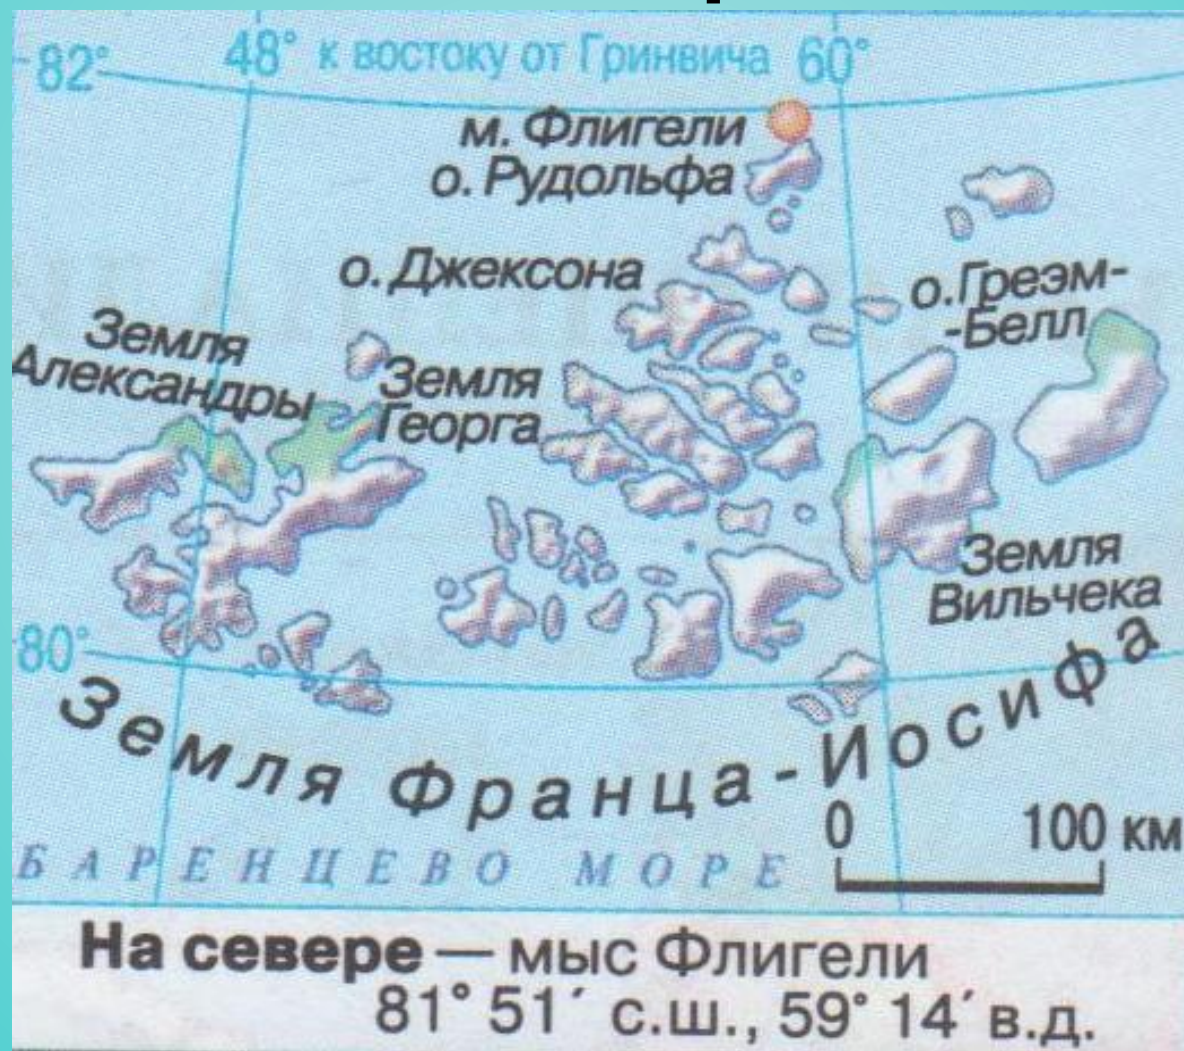 82°
48° к востоку от Гринвича 60°
м. Флигели
о. Рудольфа
о. Джексона
о. Греэм-
-Белл
Земля
Александры
Земля
Георга
Земля
Вильчека
80°
Земля Франца-Иосифа
0 100 км
БАРЕНЦЕВО МОРЕ
На севере — мыс Флигели
81° 51´ с.ш., 59° 14´ в.д.